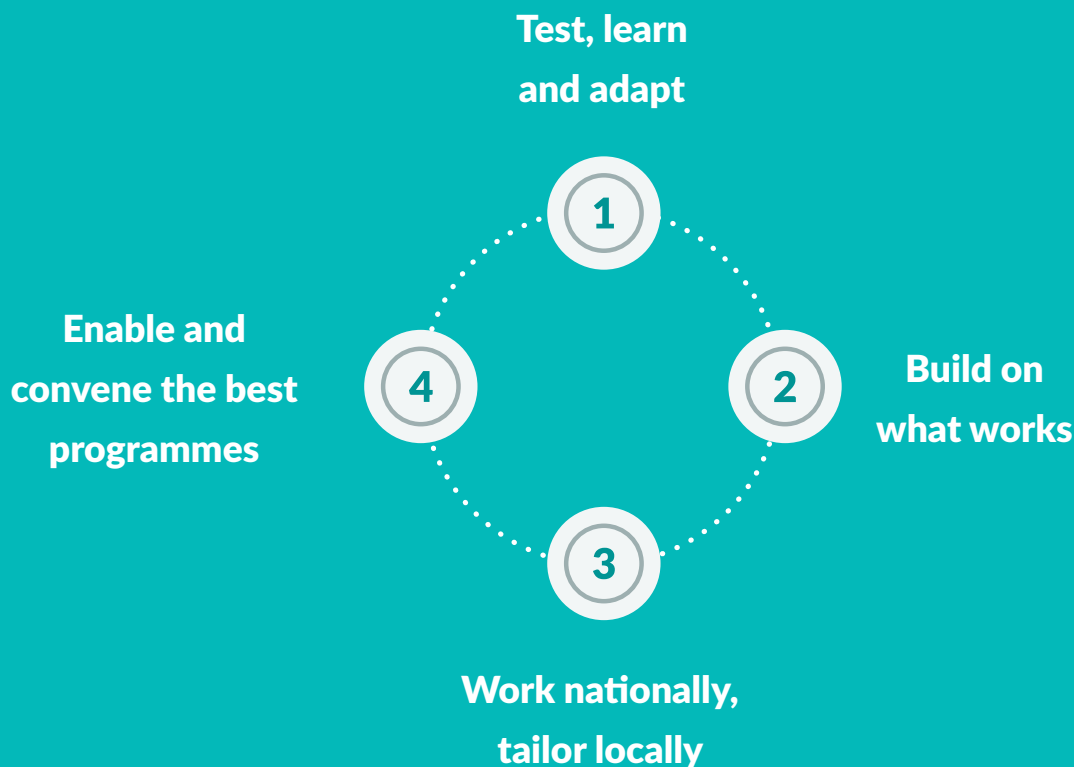 Test, learn
and adapt
1
2
Build on
what works
3
Work nationally,
tailor locally
4
Enable and
convene the best
programmes